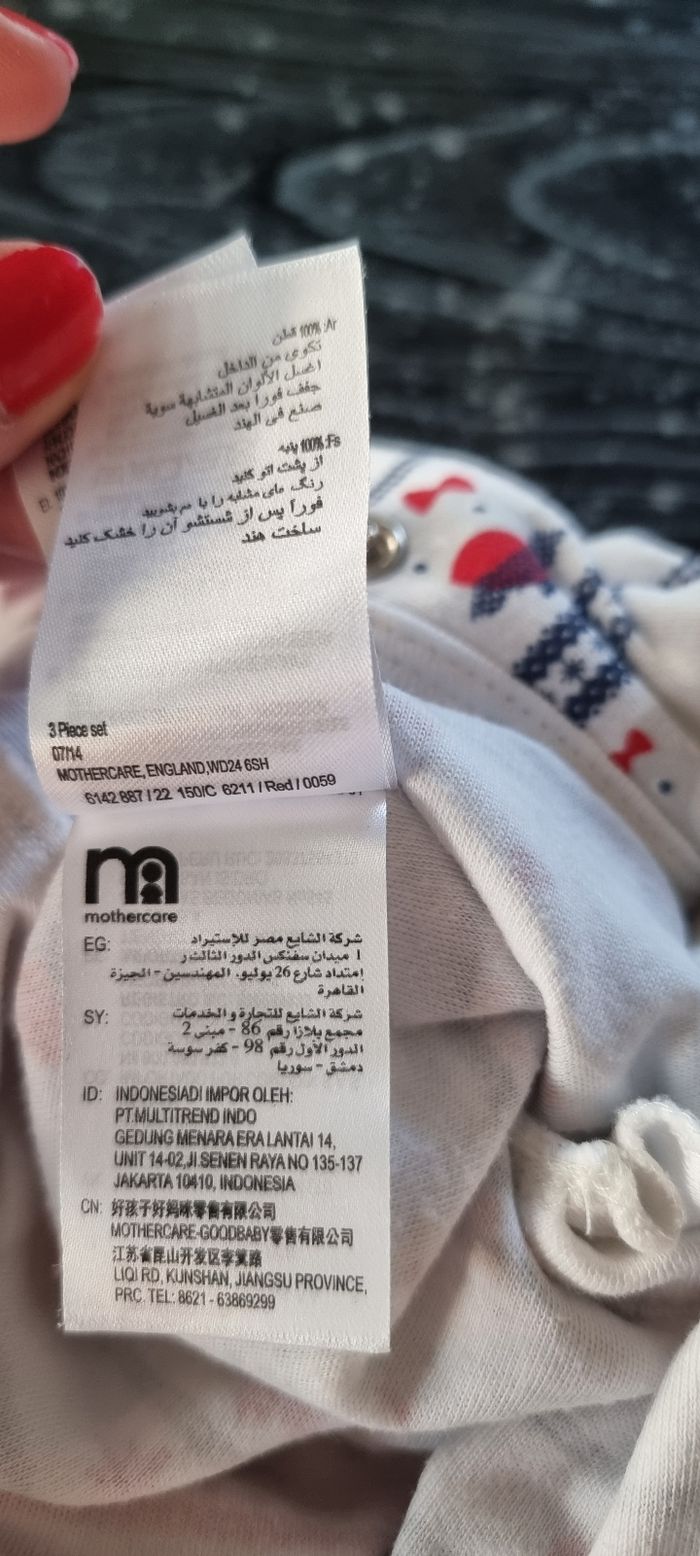 Ar: 100% قطن
تكوى من الداخل
اغسل الألوان المتشابهة سوية
جفف فوراً بعد الغسيل
صنع في الهند
Fs: 100% پنبه
از پشت اتو كنيد
رنگ های مشابه را با هم بشویید
فوراً پس از شستشو آن را خشک کنید
ساخت هند
3 Piece set
07/14
MOTHERCARE, ENGLAND,WD24 6SH
6142 887 / 22 150/C 6211 / Red / 0059
mothercare
EG: شركة الشايع مصر للإستيراد
1 ميدان سفنكس الدور الثالث
إمتداد شارع 26 يوليو، المهندسين - الجيزة
القاهرة
SY: شركة الشايع للتجارة و الخدمات
مجمع بلازا رقم 86 - مبنى 2
الدور الأول رقم 98 - كفر سوسة
دمشق - سوريا
ID: INDONESIADI IMPOR OLEH:
PT.MULTITREND INDO
GEDUNG MENARA ERA LANTAI 14,
UNIT 14-02,JI.SENEN RAYA NO 135-137
JAKARTA 10410, INDONESIA
CN: 好孩子好妈咪零售有限公司
MOTHERCARE-GOODBABY零售有限公司
江苏省昆山开发区李笑路
LIQI RD, KUNSHAN, JIANGSU PROVINCE,
PRC. TEL: 8621 - 63869299